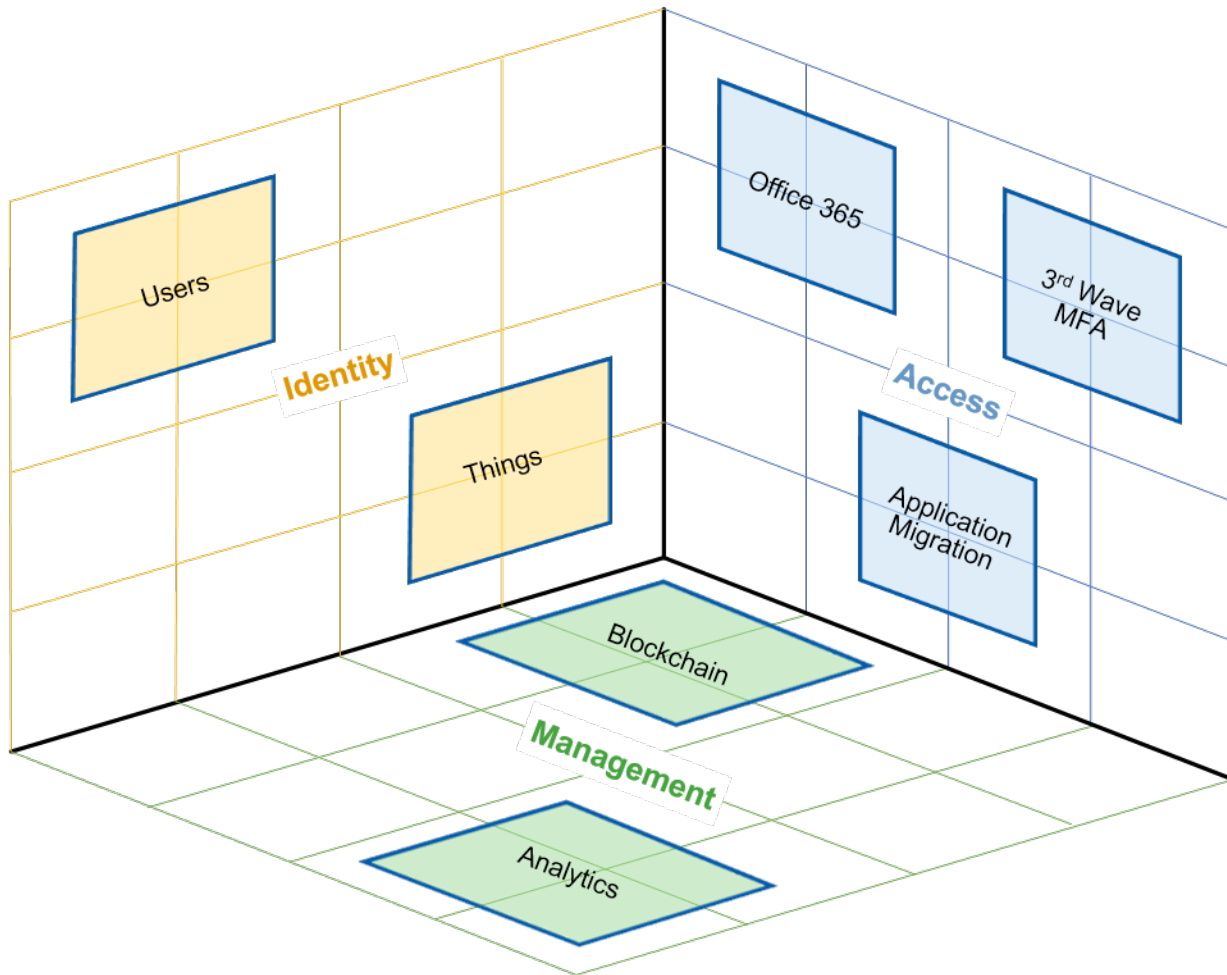 Office 365
3rd Wave
MFA
Users
Identity
Access
Things
Application
Migration
Blockchain
Management
Analytics